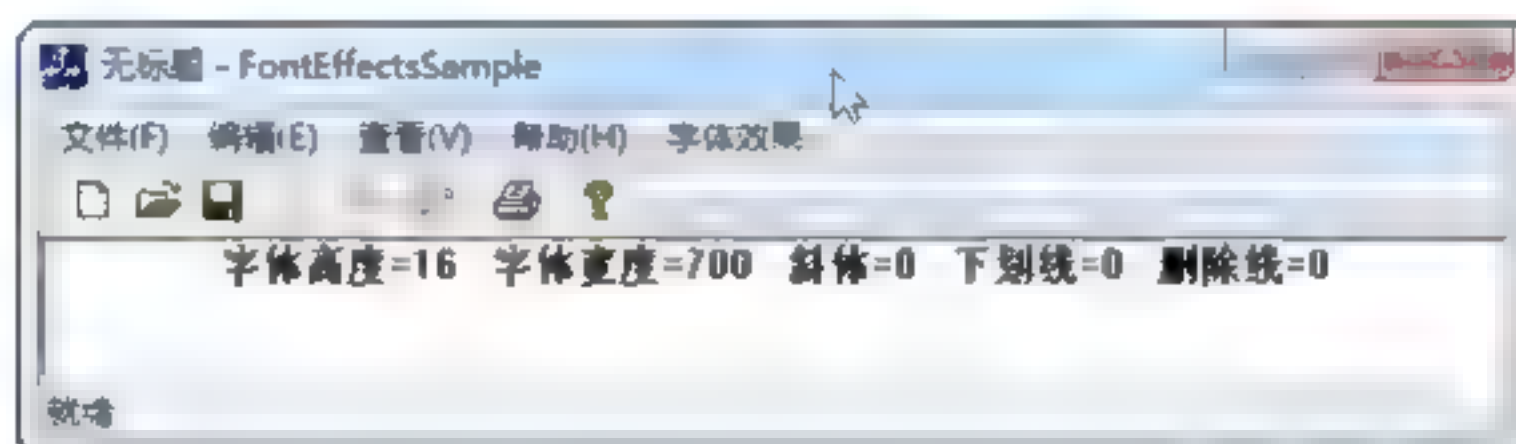 无标题 - FontEffectsSample
文件(F) 编辑(E) 查看(V) 帮助(H) 字体效果
字体高度=16 字体宽度=700 斜体=0 下划线=0 删除线=0
就绪